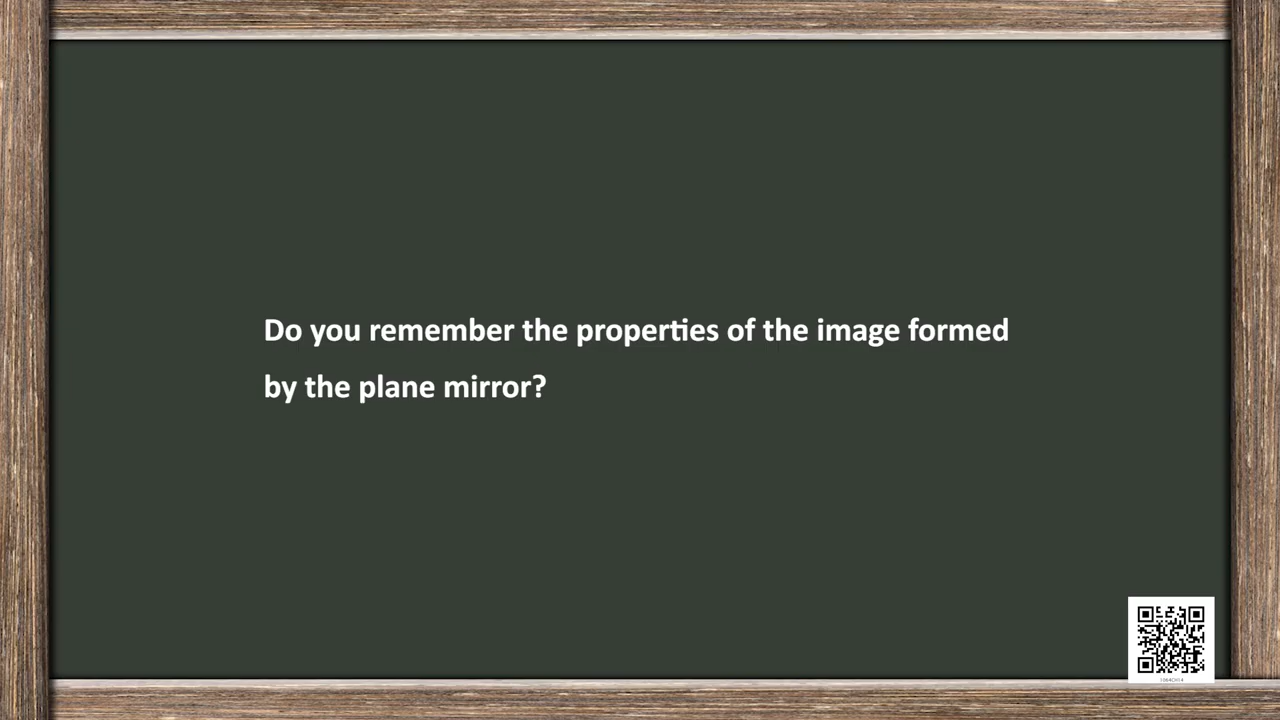 Do you remember the properties of the image formed
by the plane mirror?